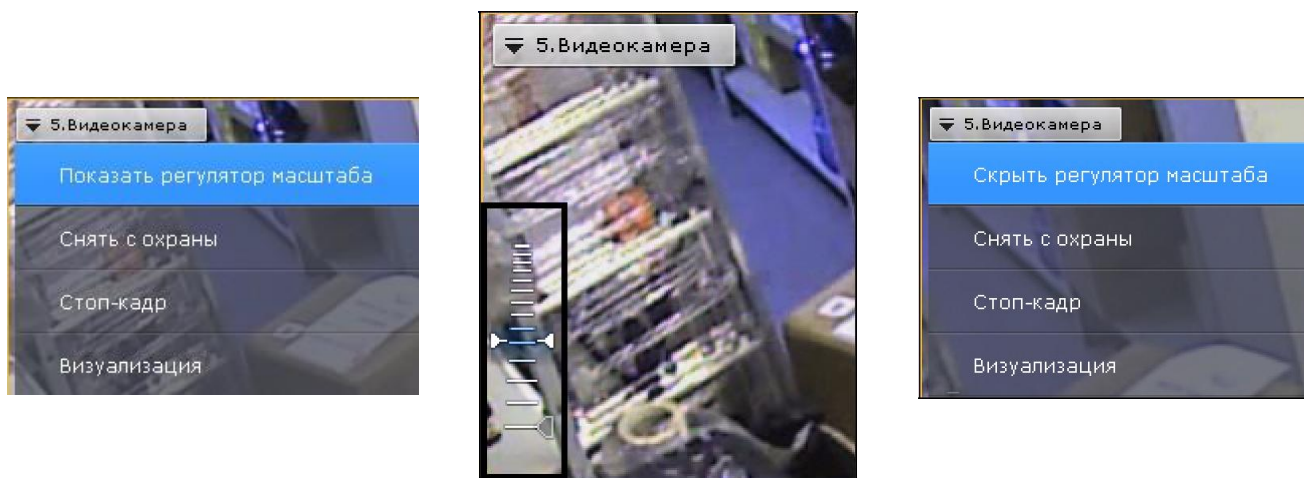 5.Видеокамера
Показать регулятор масштаба
Снять с охраны
Стоп-кадр
Визуализация
5.Видеокамера
5.Видеокамера
Скрыть регулятор масштаба
Снять с охраны
Стоп-кадр
Визуализация